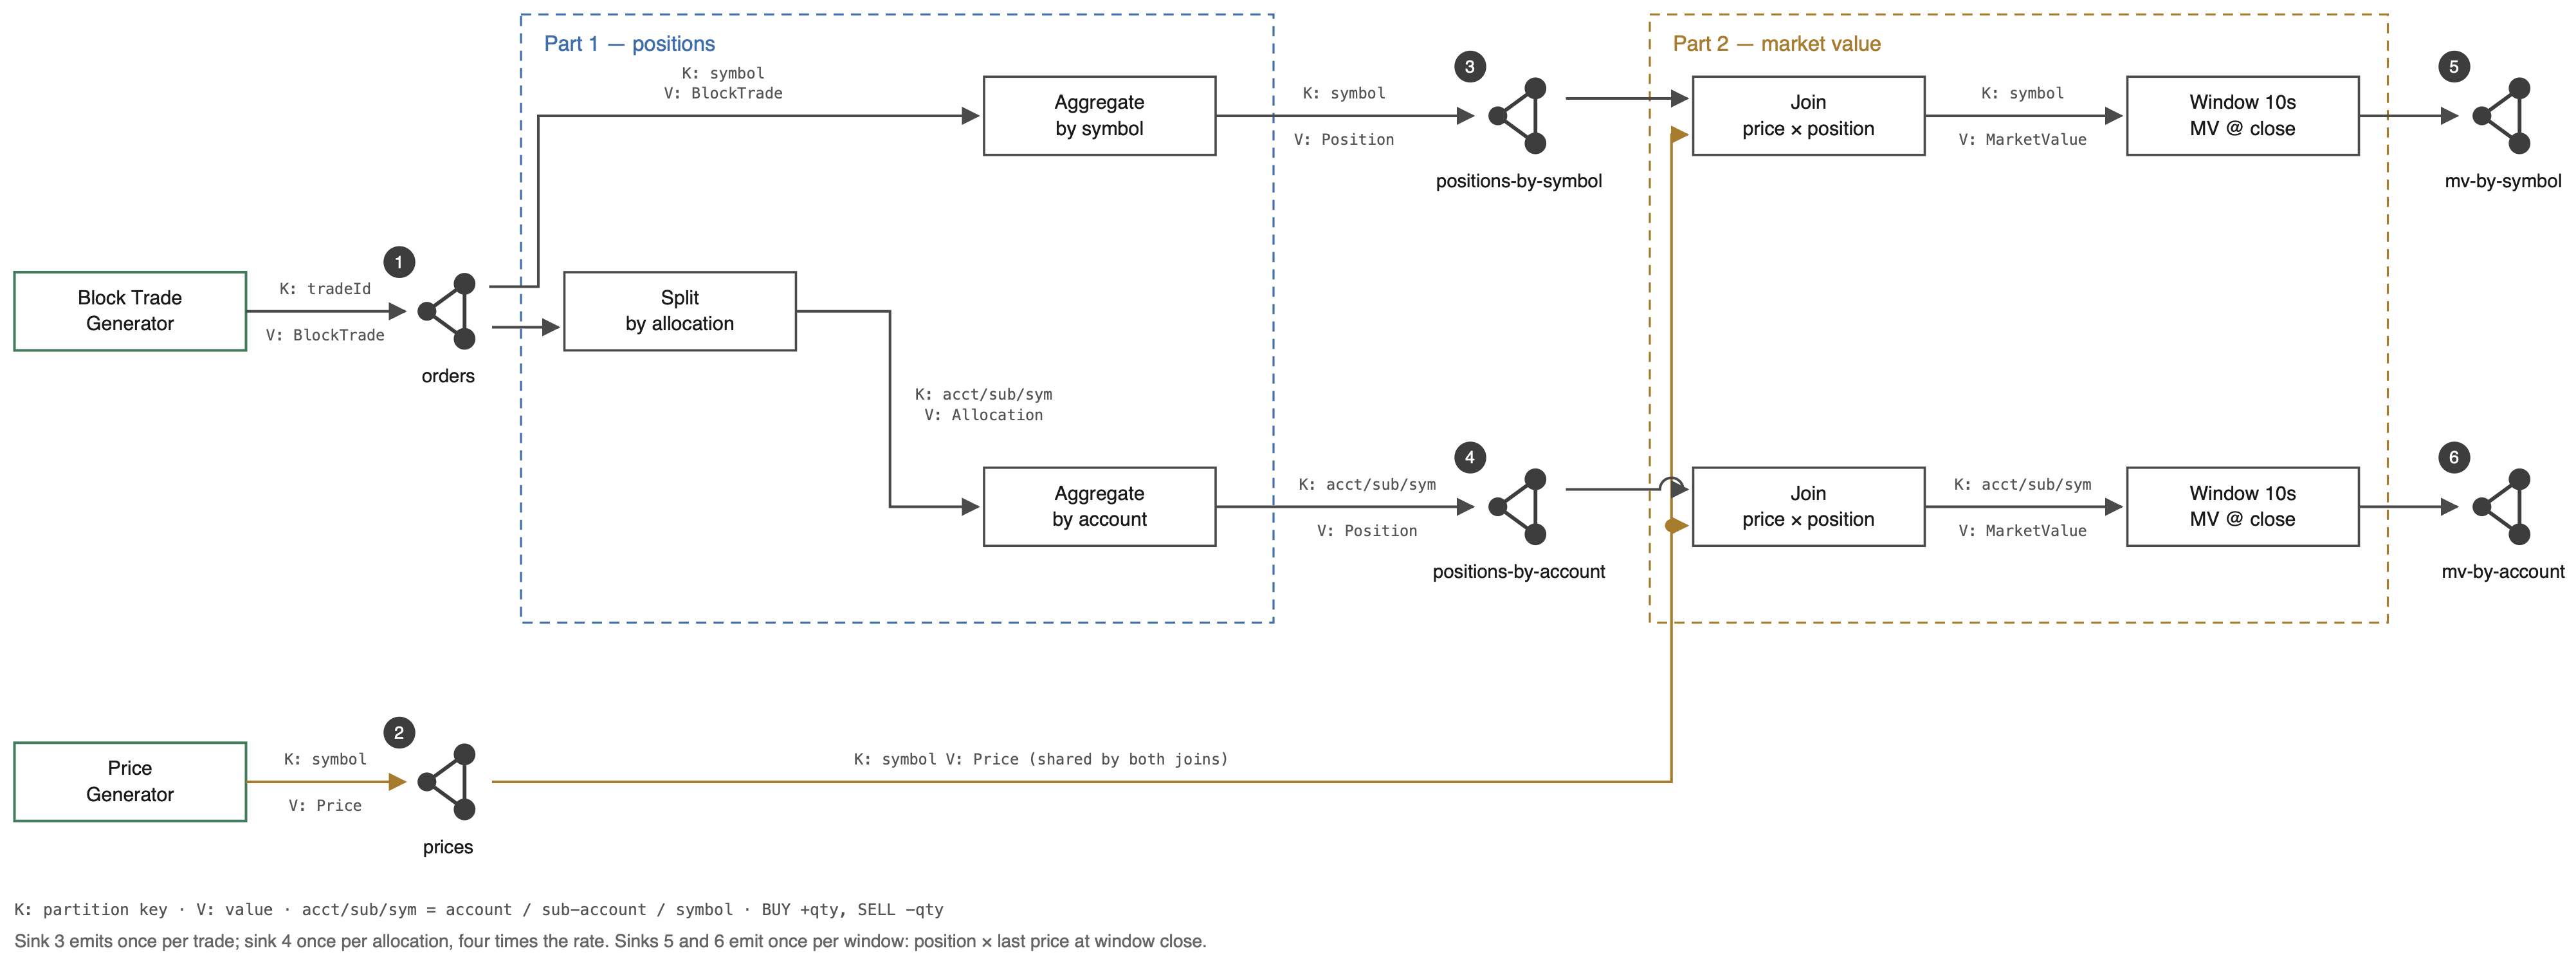 Part 1 — positions
Part 2 — market value
K: symbol
V: BlockTrade
Aggregate
by symbol
K: symbol
V: Position
3
positions-by-symbol
Join
price × position
K: symbol
V: MarketValue
Window 10s
MV @ close
5
mv-by-symbol
Block Trade
Generator
K: tradeId
V: BlockTrade
1
orders
Split
by allocation
K: acct/sub/sym
V: Allocation
Aggregate
by account
K: acct/sub/sym
V: Position
4
positions-by-account
Join
price × position
K: acct/sub/sym
V: MarketValue
Window 10s
MV @ close
6
mv-by-account
Price
Generator
K: symbol
V: Price
2
prices
K: symbol V: Price (shared by both joins)
K: partition key · V: value · acct/sub/sym = account / sub-account / symbol · BUY +qty, SELL −qty
Sink 3 emits once per trade; sink 4 once per allocation, four times the rate. Sinks 5 and 6 emit once per window: position × last price at window close.